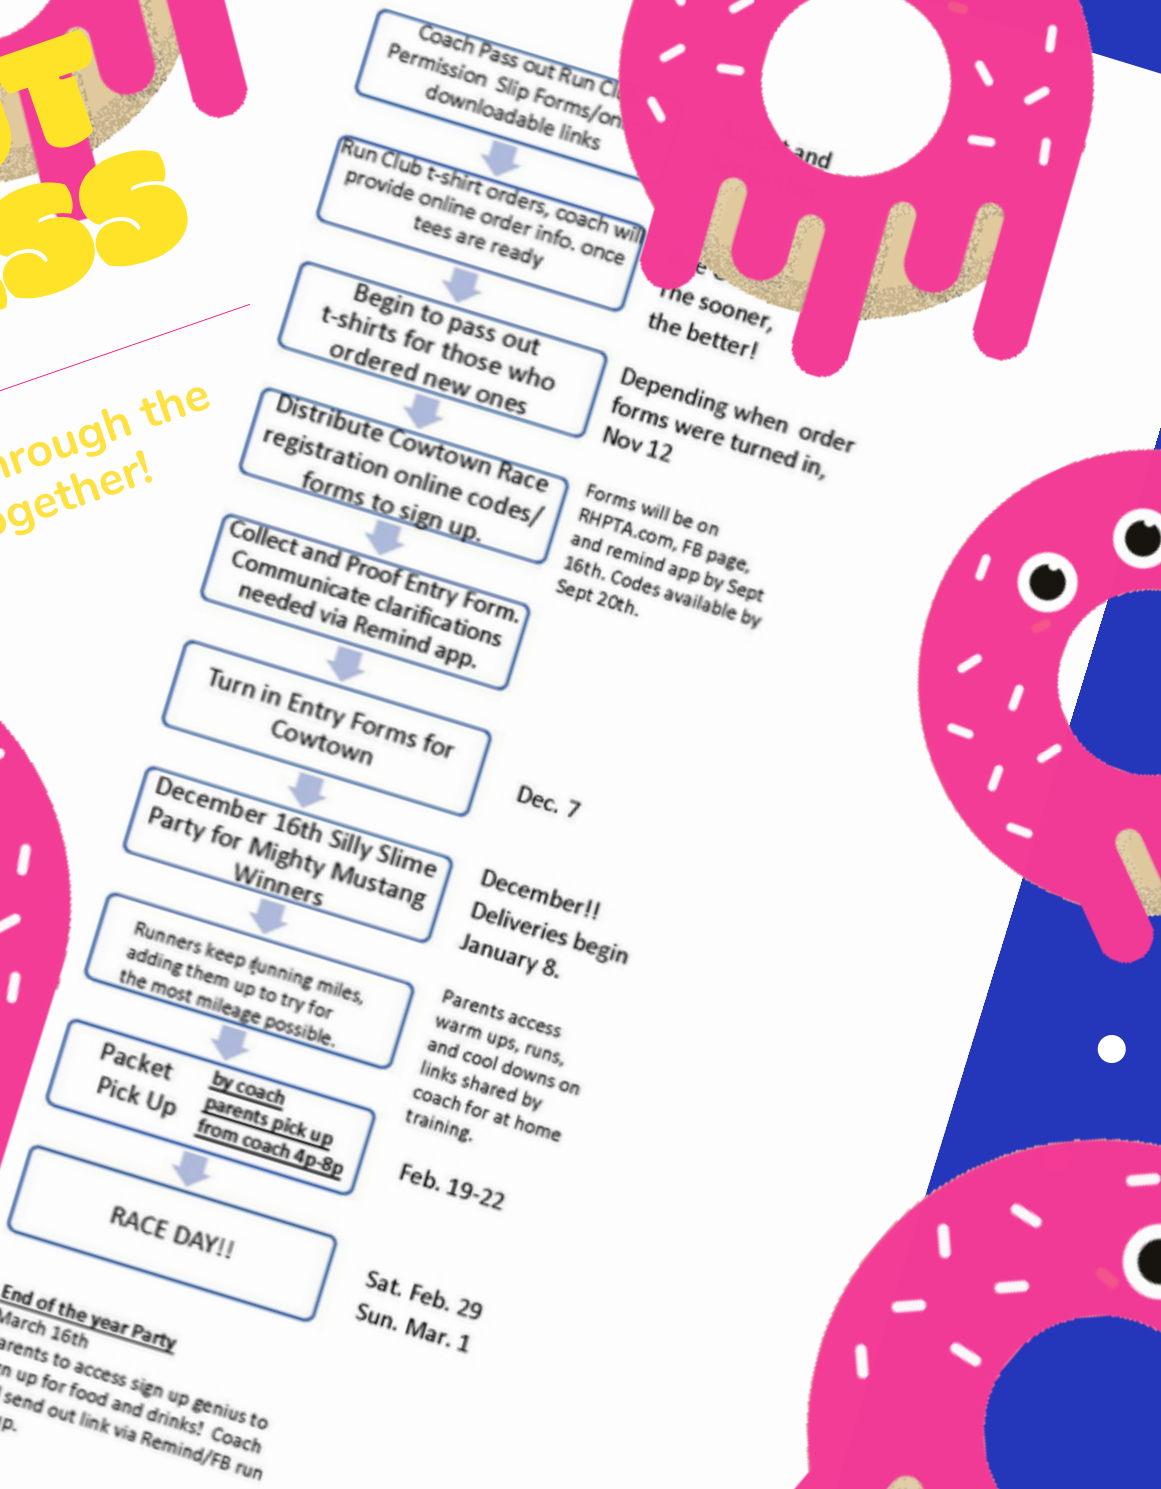 T
SS
through the
together!
Coach Pass out Run
Permission Slip Forms/
downloadable links
and
Run Club t-shirt orders, coach will
provide online order info. once
tees are ready
The sooner,
the better!
Begin to pass out
t-shirts for those who
ordered new ones
Depending when order
forms were turned in,
Nov 12
Distribute Cowtown Race
registration online codes/
forms to sign up.
Forms will be on
RHPTA.com, FB page,
and remind app by Sept
16th. Codes available by
Sept 20th.
Collect and Proof Entry Form.
Communicate clarifications
needed via Remind app.
Turn in Entry Forms for
Cowtown
Dec. 7
December 16th Silly Slime
Party for Mighty Mustang
Winners
December!!
Deliveries begin
January 8.
Runners keep running miles,
adding them up to try for
the most mileage possible.
Parents access
warm ups, runs,
and cool downs on
links shared by
coach for at home
training.
Packet
Pick Up
by coach
parents pick up
from coach 4p-8p
Feb. 19-22
RACE DAY!!
Sat. Feb. 29
Sun. Mar. 1
End of the year Party
March 16th
arents to access sign up genius to
n up for food and drinks! Coach
send out link via Remind/FB run
p.